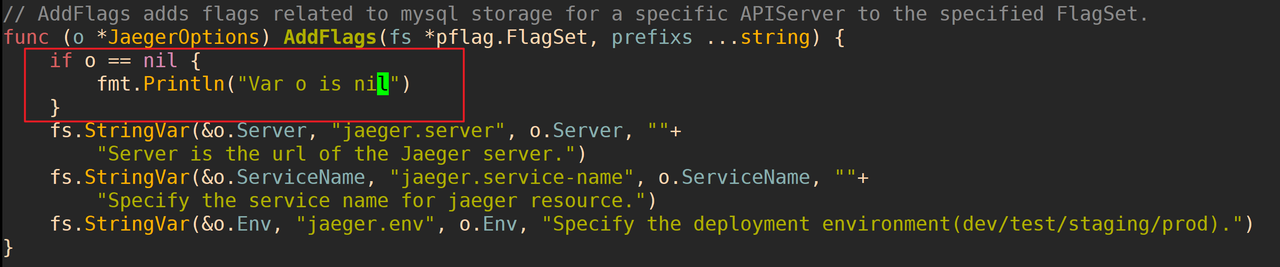 // AddFlags adds flags related to mysql storage for a specific APIServer to the specified FlagSet.
func (o *JaegerOptions) AddFlags(fs *pflag.FlagSet, prefixs ...string) {
    if o == nil {
        fmt.Println("Var o is nil")
    }
    fs.StringVar(&o.Server, "jaeger.server", o.Server, ""+
        "Server is the url of the Jaeger server.")
    fs.StringVar(&o.ServiceName, "jaeger.service-name", o.ServiceName, ""+
        "Specify the service name for jaeger resource.")
    fs.StringVar(&o.Env, "jaeger.env", o.Env, "Specify the deployment environment(dev/test/staging/prod).")
}